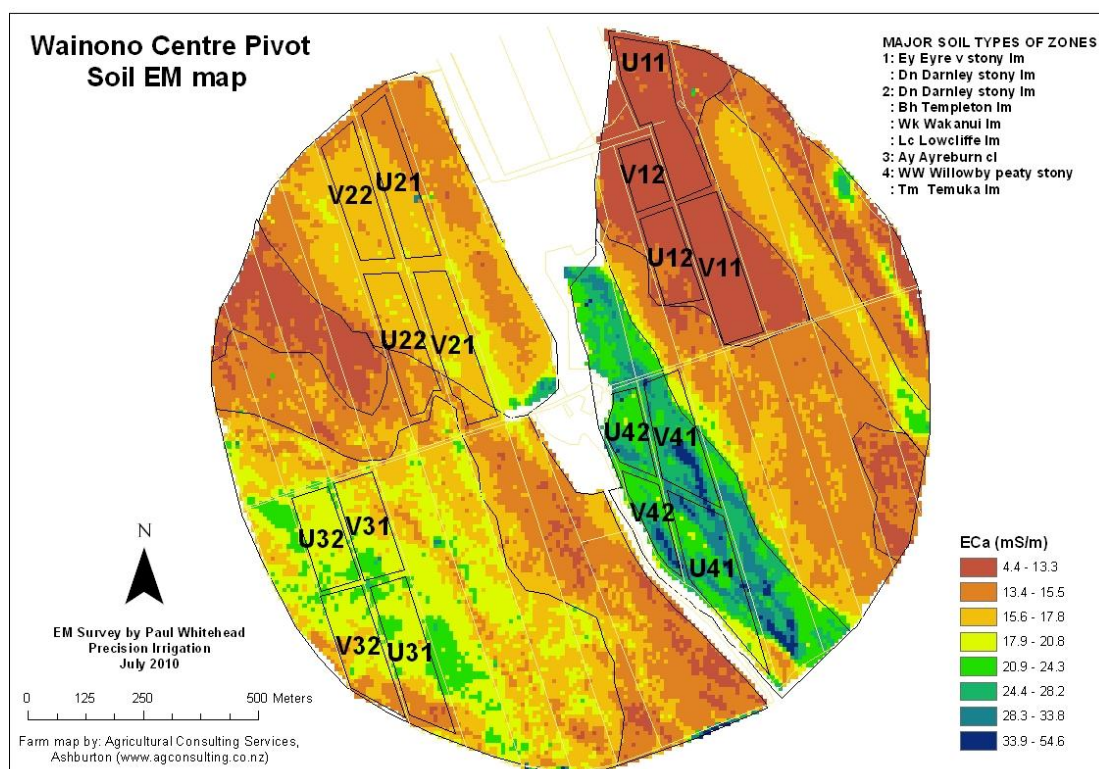 Wainono Centre Pivot
Soil EM map
MAJOR SOIL TYPES OF ZONES
1: Ey Eyre v stony lm
: Dn Darnley stony lm
2: Dn Darnley stony lm
: Bh Templeton lm
: Wk Wakanui lm
: Lc Lowcliffe lm
3: Ay Ayreburn cl
4: WW Willowby peaty stony
: Tm Temuka lm
U11
V12
U12
V11
V22
U21
U22
V21
U42
V41
V42
U41
U32
V31
V32
U31
N
EM Survey by Paul Whitehead
Precision Irrigation
July 2010
0 125 250 500 Meters
Farm map by: Agricultural Consulting Services,
Ashburton (www.agconsulting.co.nz)
ECa (mS/m)
4.4 - 13.3
13.4 - 15.5
15.6 - 17.8
17.9 - 20.8
20.9 - 24.3
24.4 - 28.2
28.3 - 33.8
33.9 - 54.6